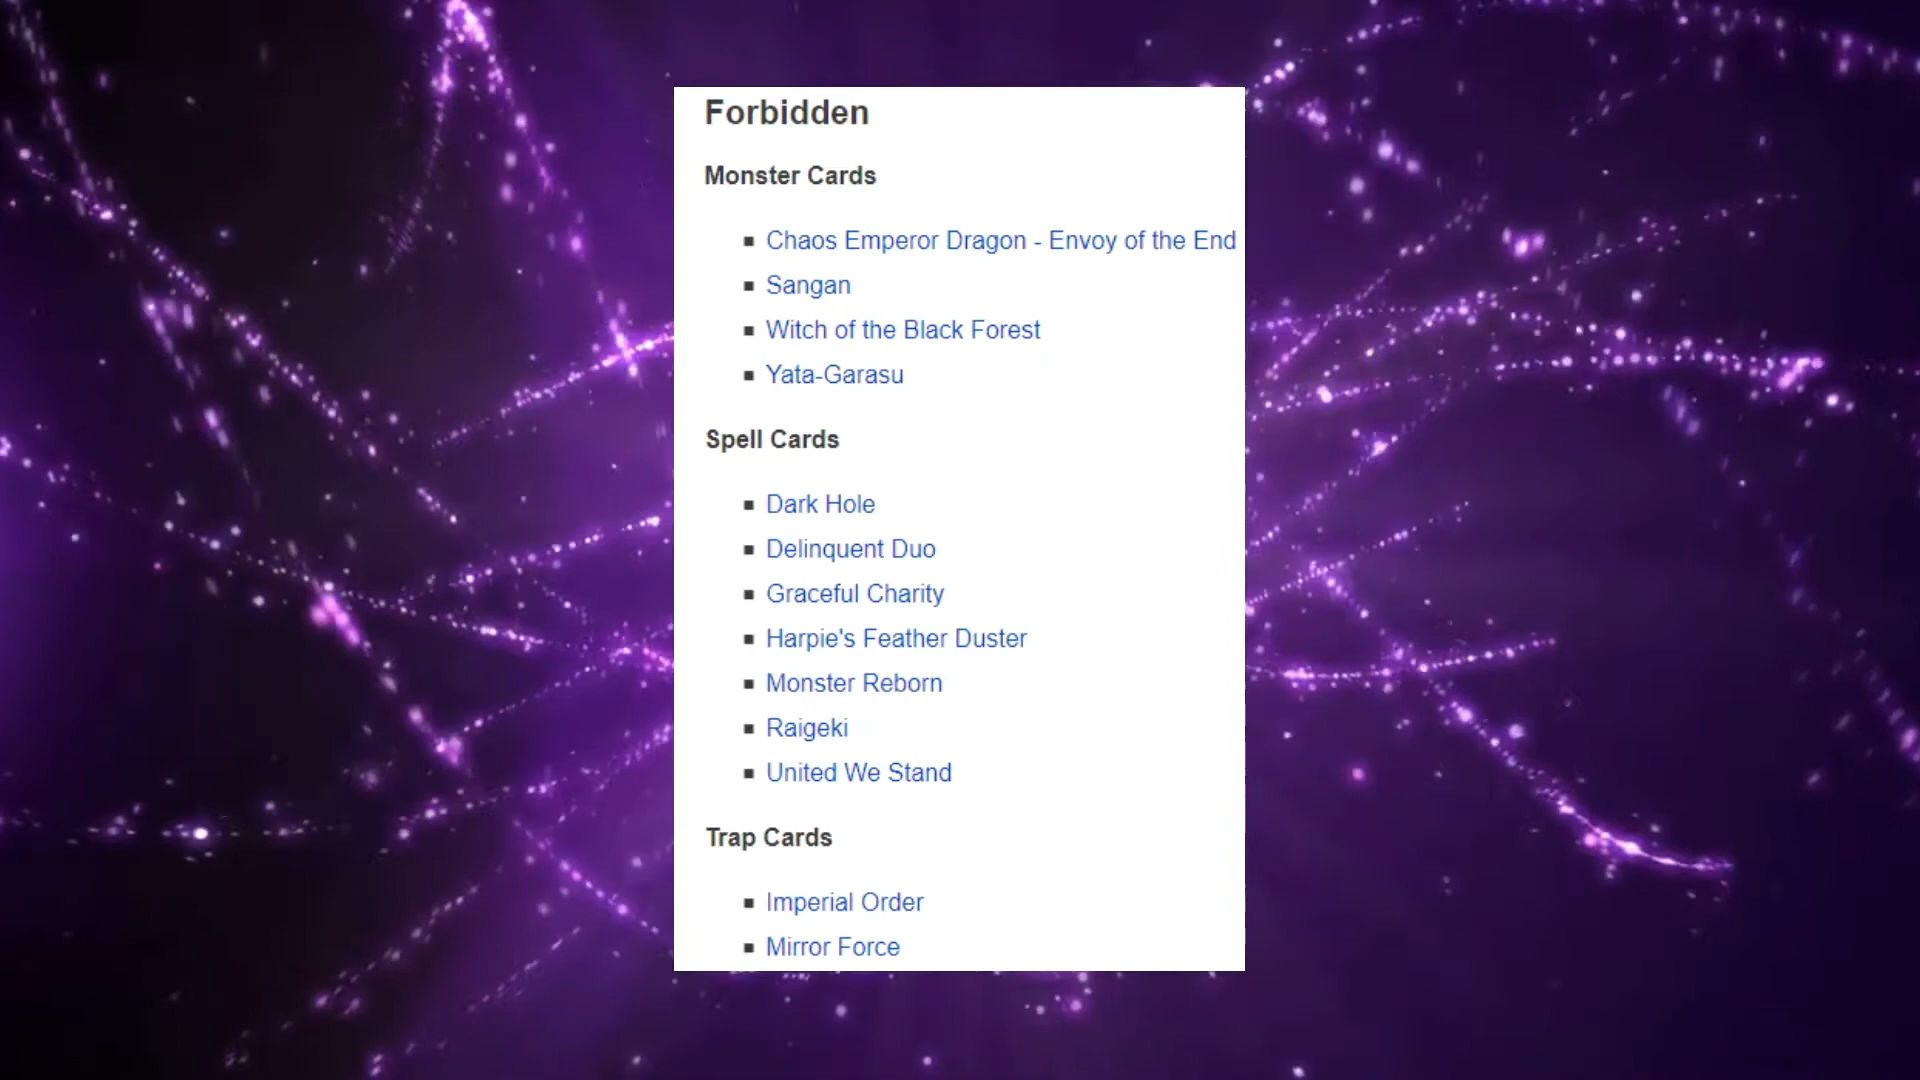 Forbidden
Monster Cards
Chaos Emperor Dragon - Envoy of the End
Sangan
Witch of the Black Forest
Yata-Garasu
Spell Cards
Dark Hole
Delinquent Duo
Graceful Charity
Harpie's Feather Duster
Monster Reborn
Raigeki
United We Stand
Trap Cards
Imperial Order
Mirror Force